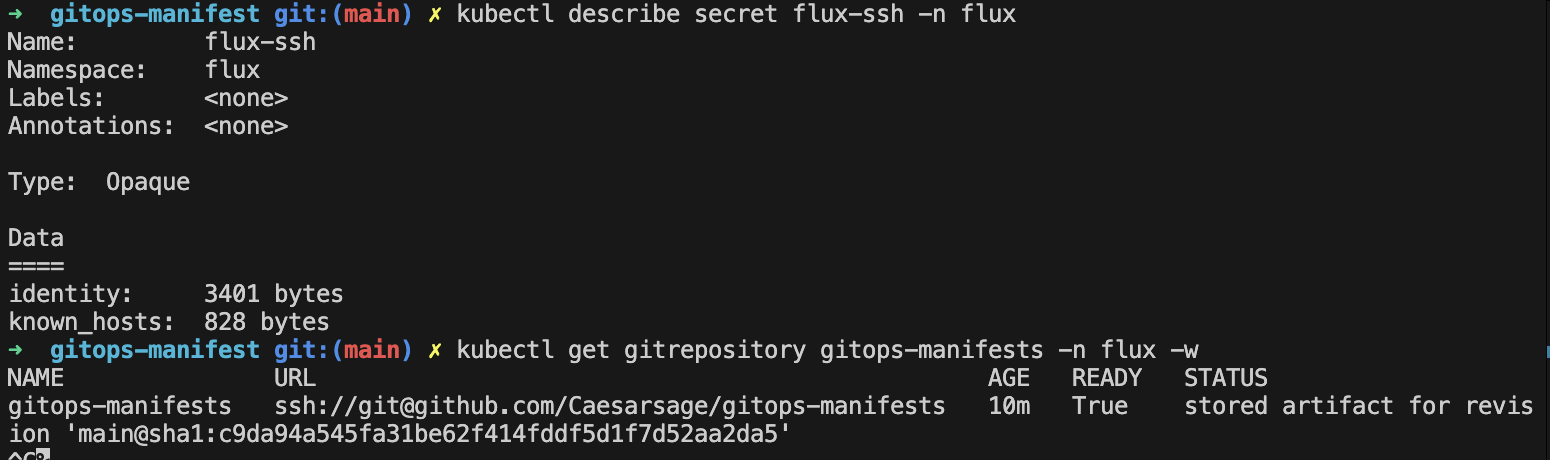 ➜  gitops-manifest git:(main) ✗ kubectl describe secret flux-ssh -n flux
Name:         flux-ssh
Namespace:    flux
Labels:       <none>
Annotations:  <none>
Type:  Opaque
Data
====
identity:     3401 bytes
known_hosts:  828 bytes
➜  gitops-manifest git:(main) ✗ kubectl get gitrepository gitops-manifests -n flux -w
NAME               URL                                                AGE   READY   STATUS
gitops-manifests   ssh://git@github.com/Caesarsage/gitops-manifests   10m   True    stored artifact for revis
ion 'main@sha1:c9da94a545fa31be62f414fddf5d1f7d52aa2da5'